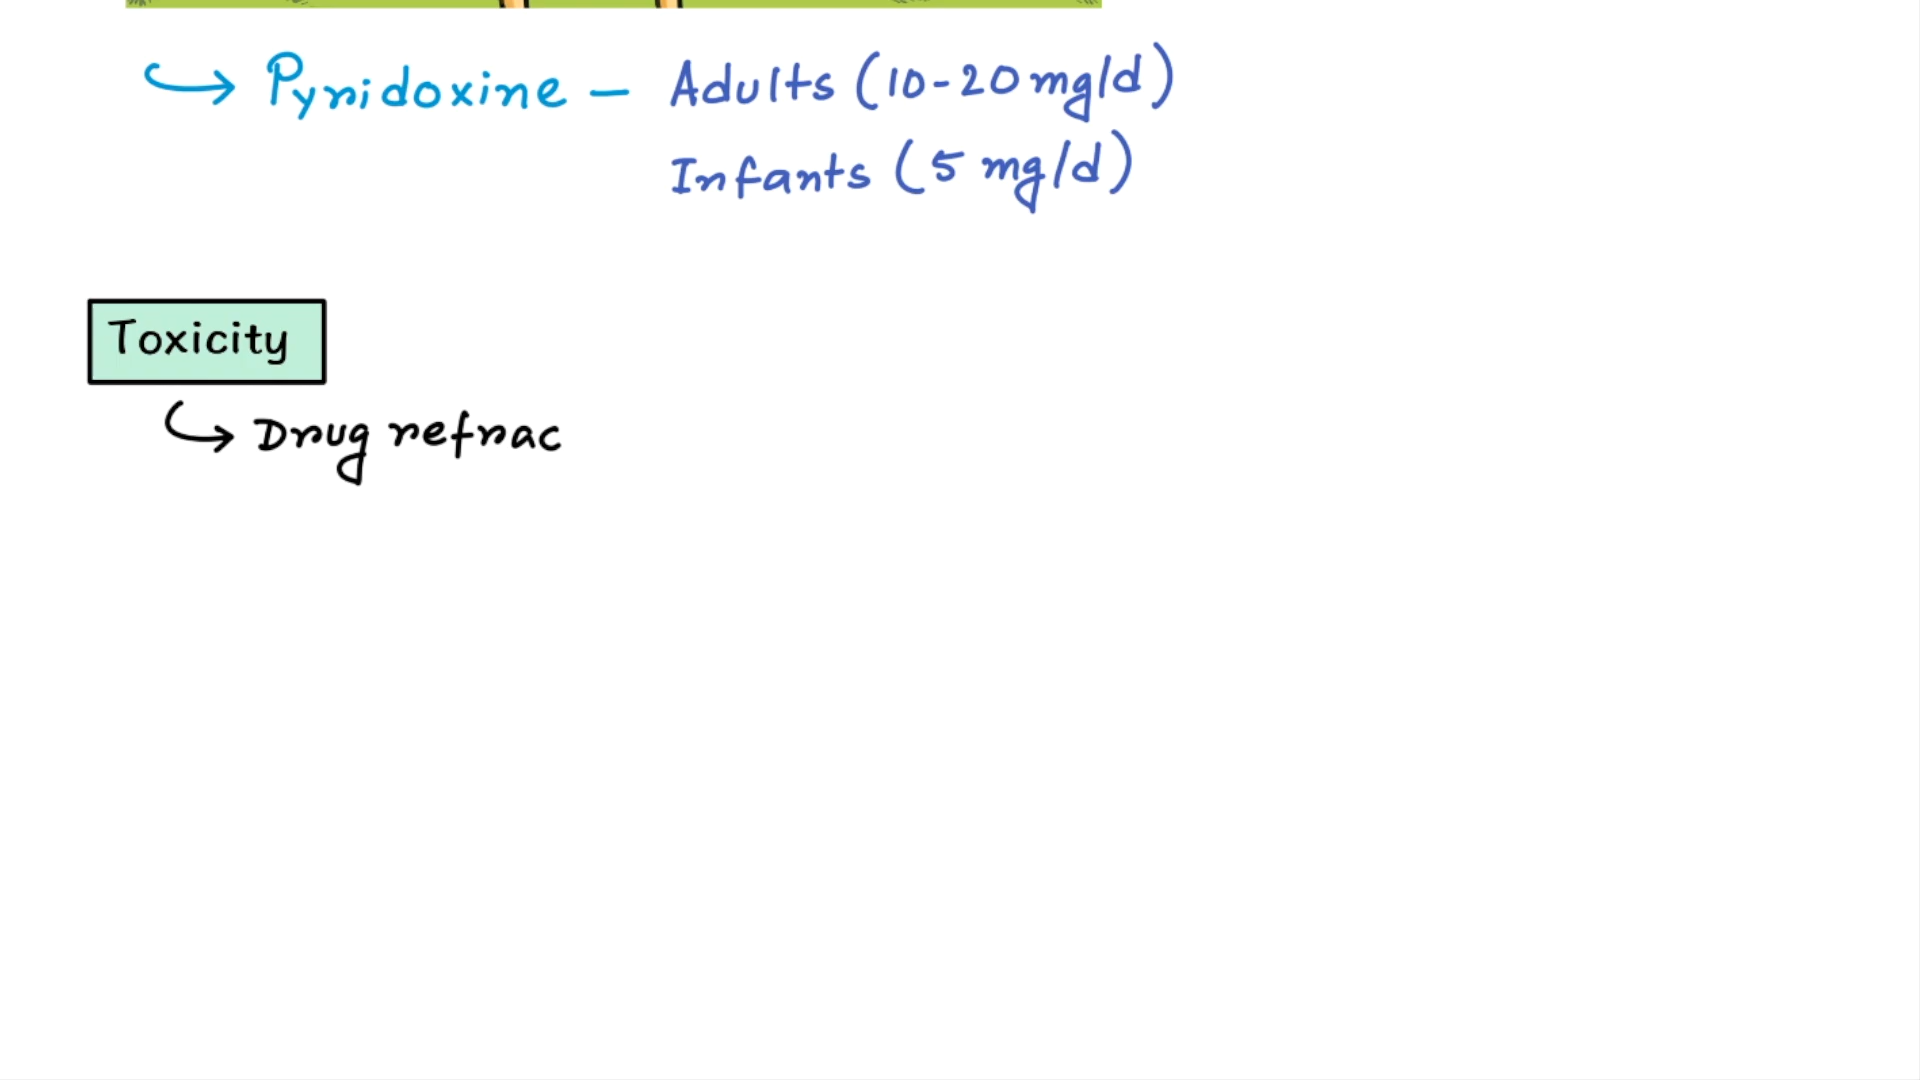 Pyridoxine - Adults (10-20 mg/d)
Infants (5 mg/d)
Toxicity
Drug refrac